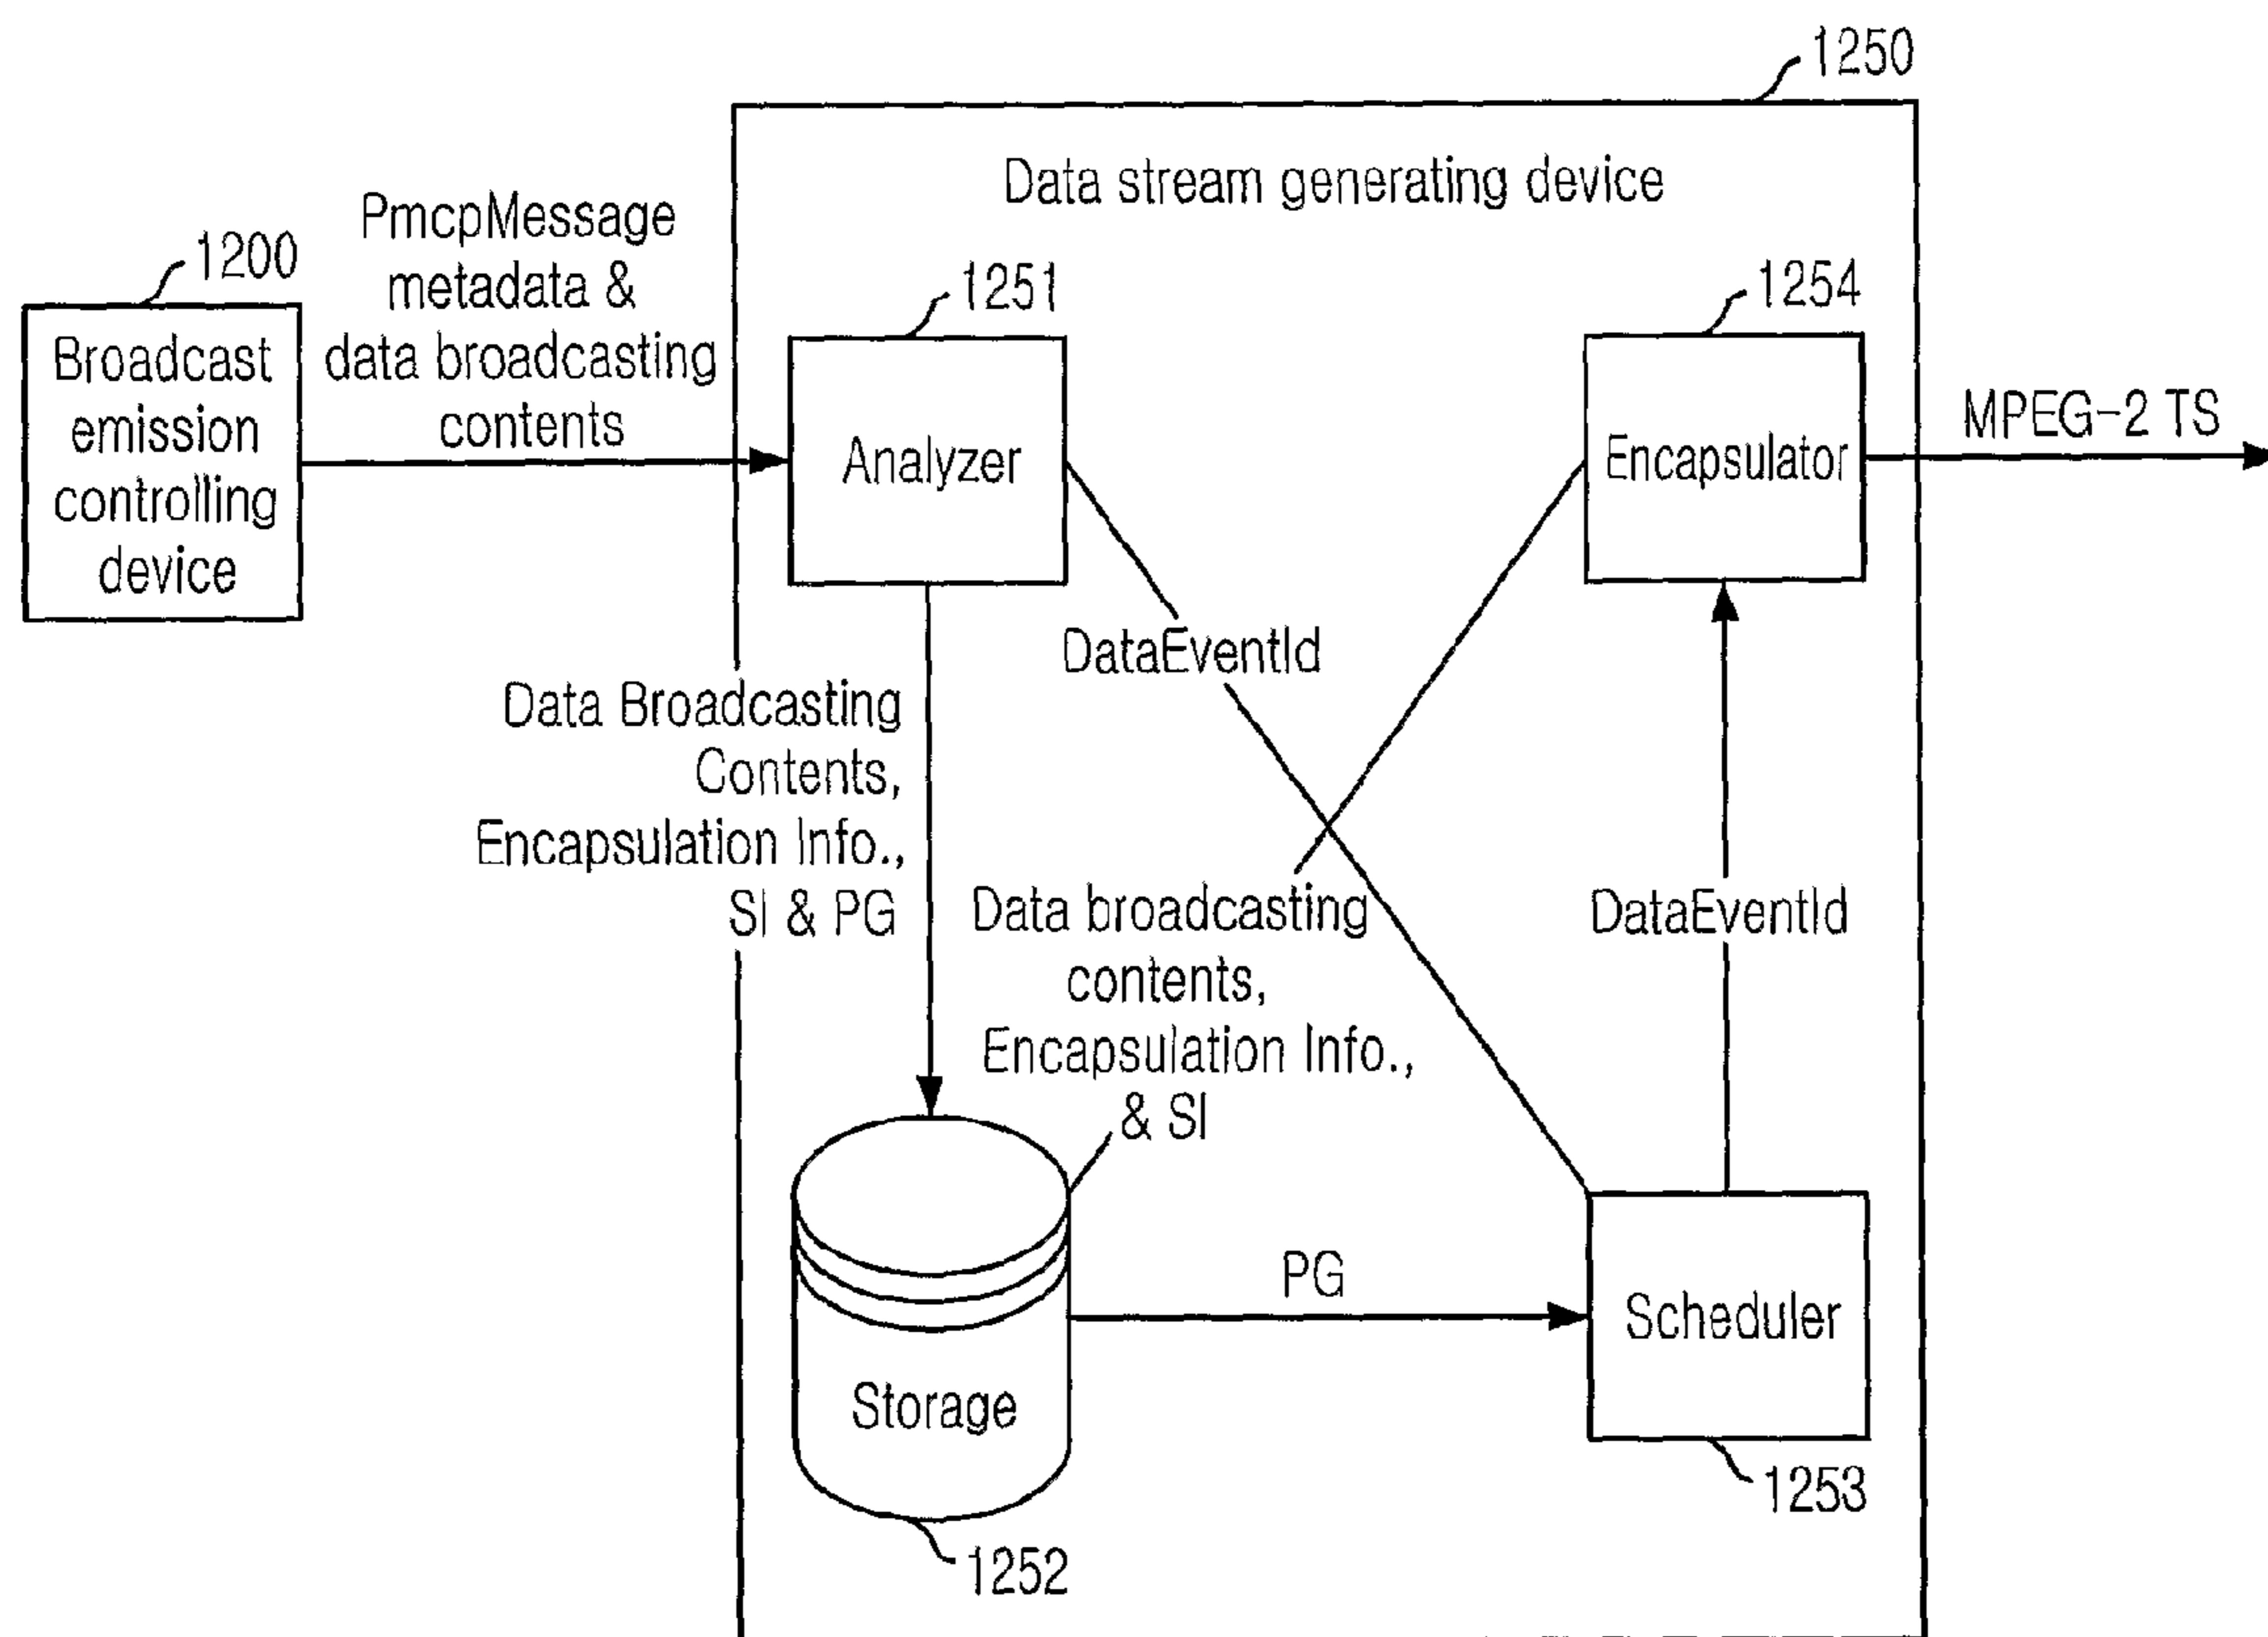 1250
Data stream generating device
PmcpMessage
metadata &
data broadcasting
contents
1200
Broadcast
emission
controlling
device
1251
Analyzer
1254
Encapsulator
MPEG-2 TS
DataEventId
Data Broadcasting
Contents,
Encapsulation Info.,
SI & PG
Data broadcasting
contents,
Encapsulation Info.,
& SI
DataEventId
PG
Storage
1252
Scheduler
1253